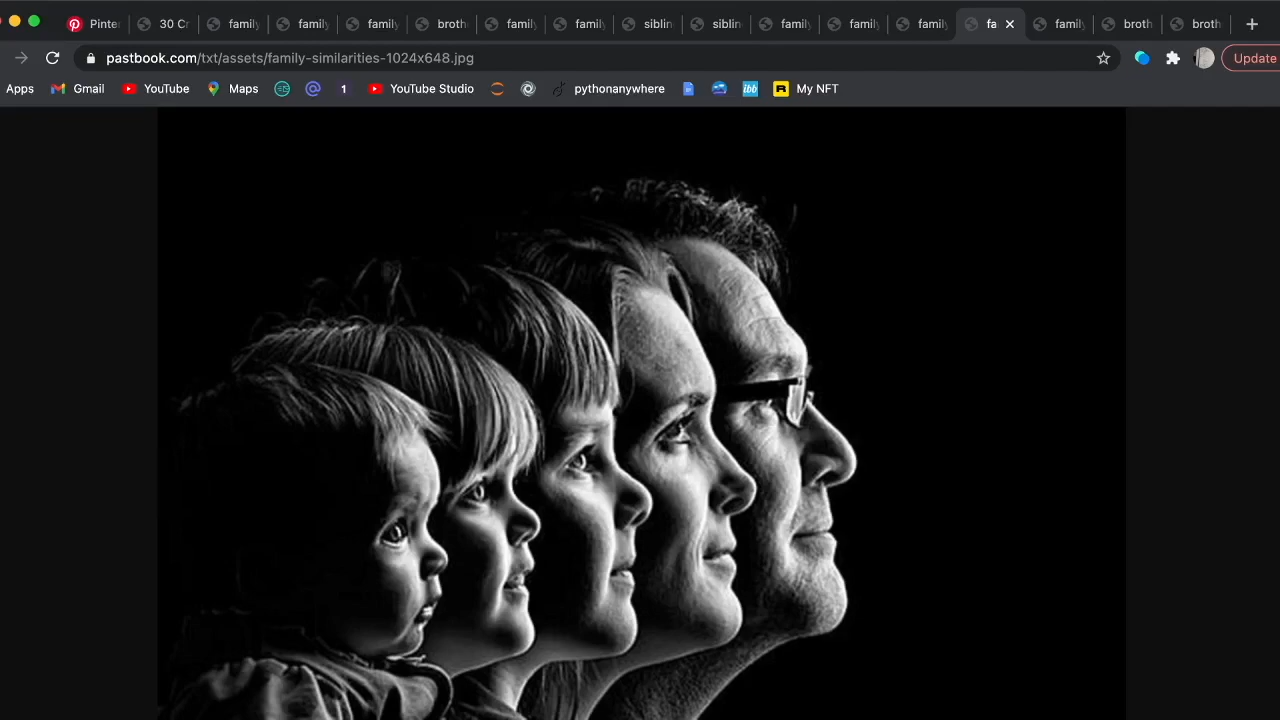 Pinte 30 Cr family family family broth family family siblin siblin family family family fa family broth broth
pastbook.com/txt/assets/family-similarities-1024x648.jpg Update
Apps Gmail YouTube Maps 1 YouTube Studio pythonanywhere ibb R My NFT